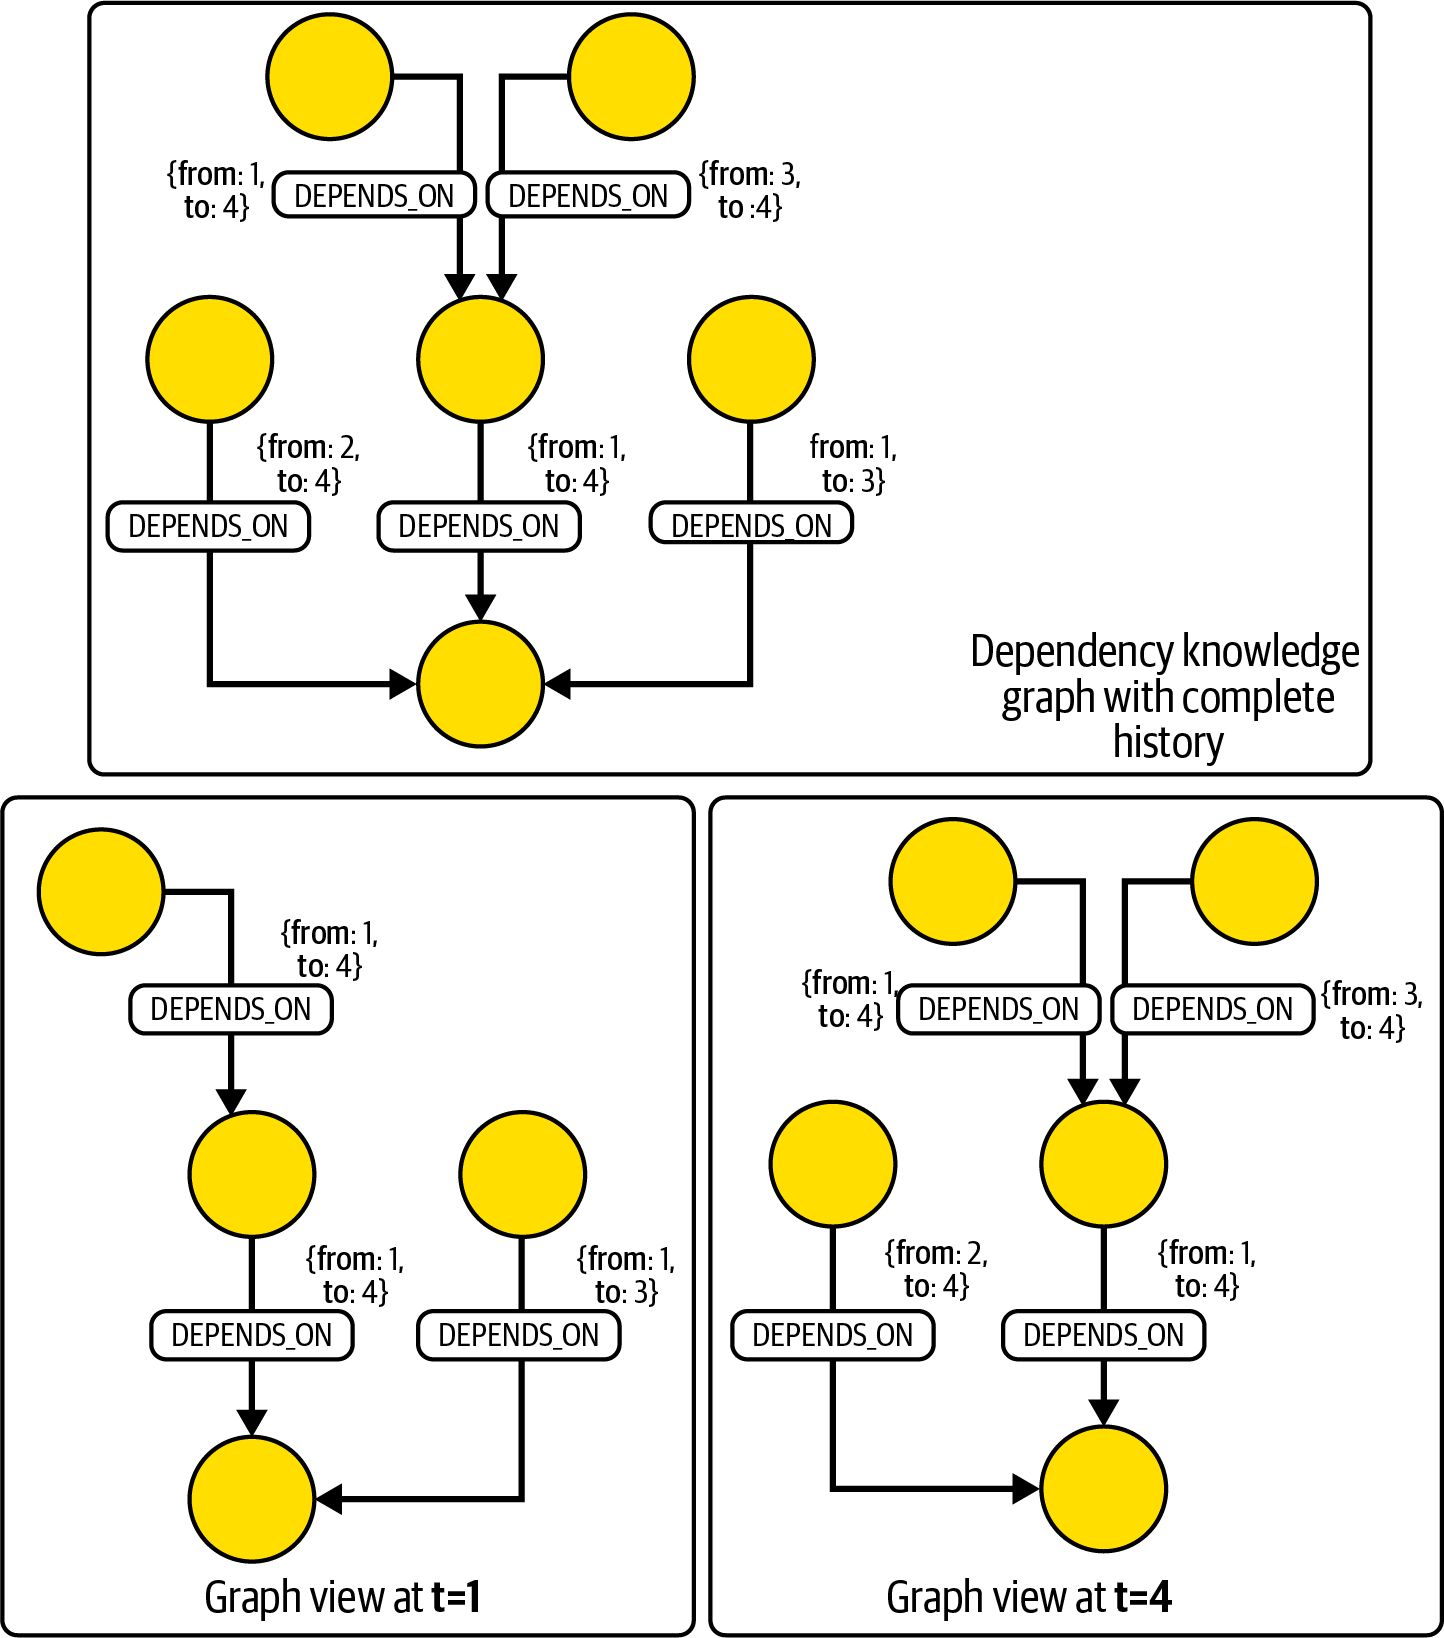 {from: 1,
to: 4}
DEPENDS_ON
DEPENDS_ON
{from: 3,
to :4}
{from: 2,
to: 4}
DEPENDS_ON
{from: 1,
to: 4}
DEPENDS_ON
from: 1,
to: 3}
DEPENDS_ON
Dependency knowledge
graph with complete
history
{from: 1,
to: 4}
DEPENDS_ON
{from: 1,
to: 4}
DEPENDS_ON
{from: 1,
to: 3}
DEPENDS_ON
Graph view at t=1
{from: 1,
to: 4}
DEPENDS_ON
DEPENDS_ON
{from: 3,
to: 4}
{from: 2,
to: 4}
DEPENDS_ON
{from: 1,
to: 4}
DEPENDS_ON
Graph view at t=4